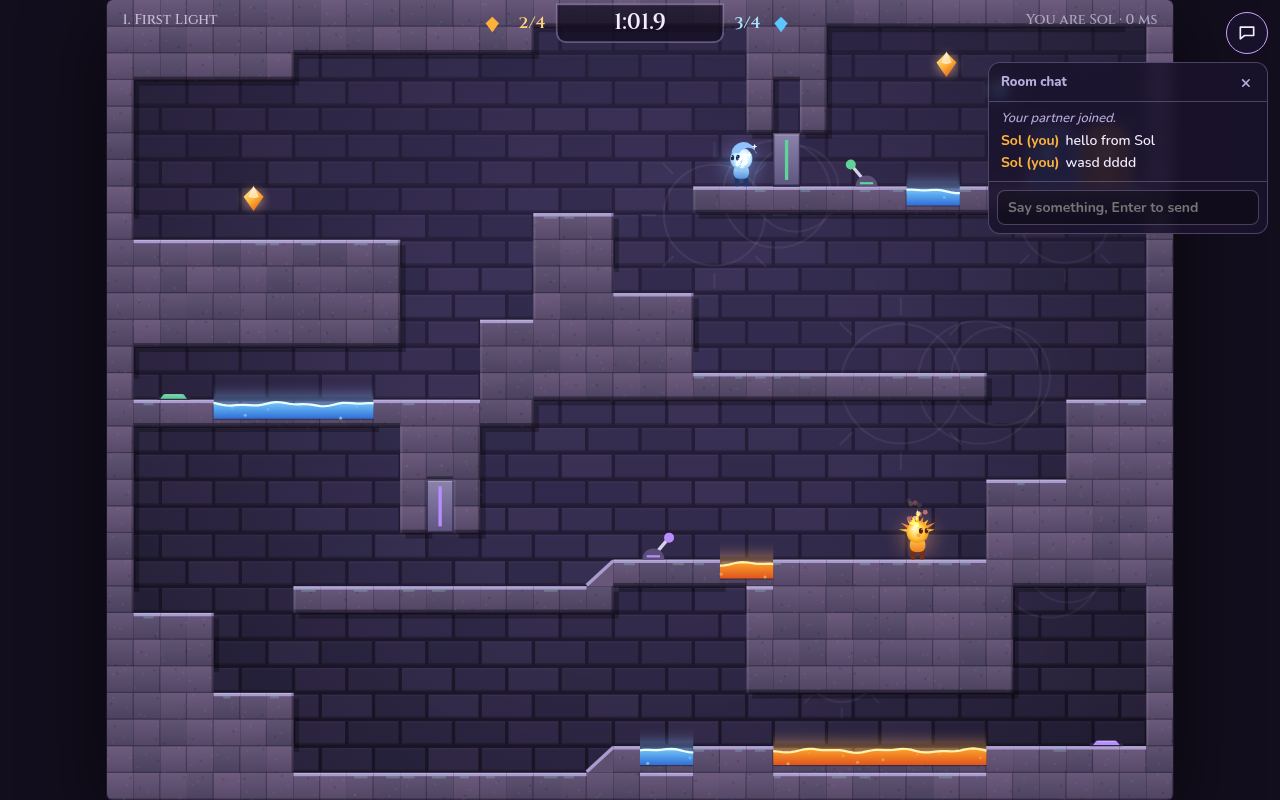 1. First Light
2/4
1:01.9
3/4
You are Sol · 0 ms
Room chat
×
Your partner joined.
Sol (you) hello from Sol
Sol (you) wasd dddd
Say something, Enter to send